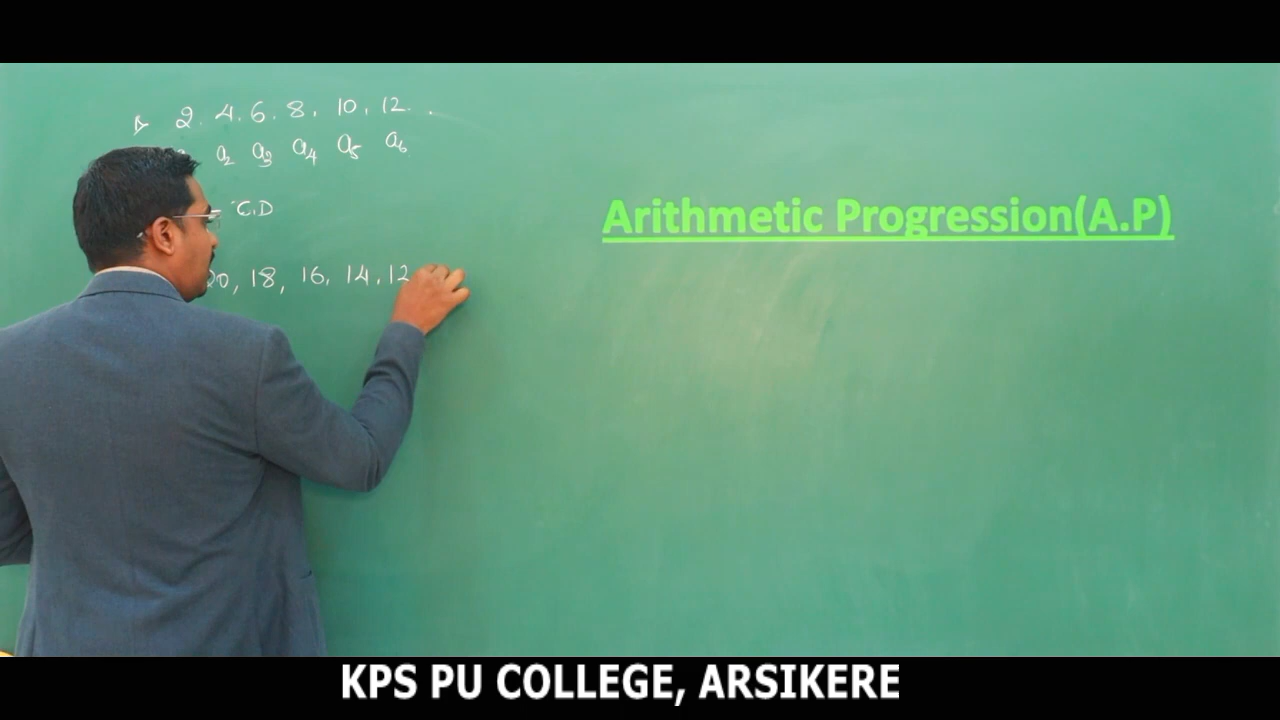 2. 4. 6. 8, 10, 12. .
a2 a3 a4 a5 a6
C.D
20, 18, 16, 14, 12
Arithmetic Progression(A.P)
KPS PU COLLEGE, ARSIKERE